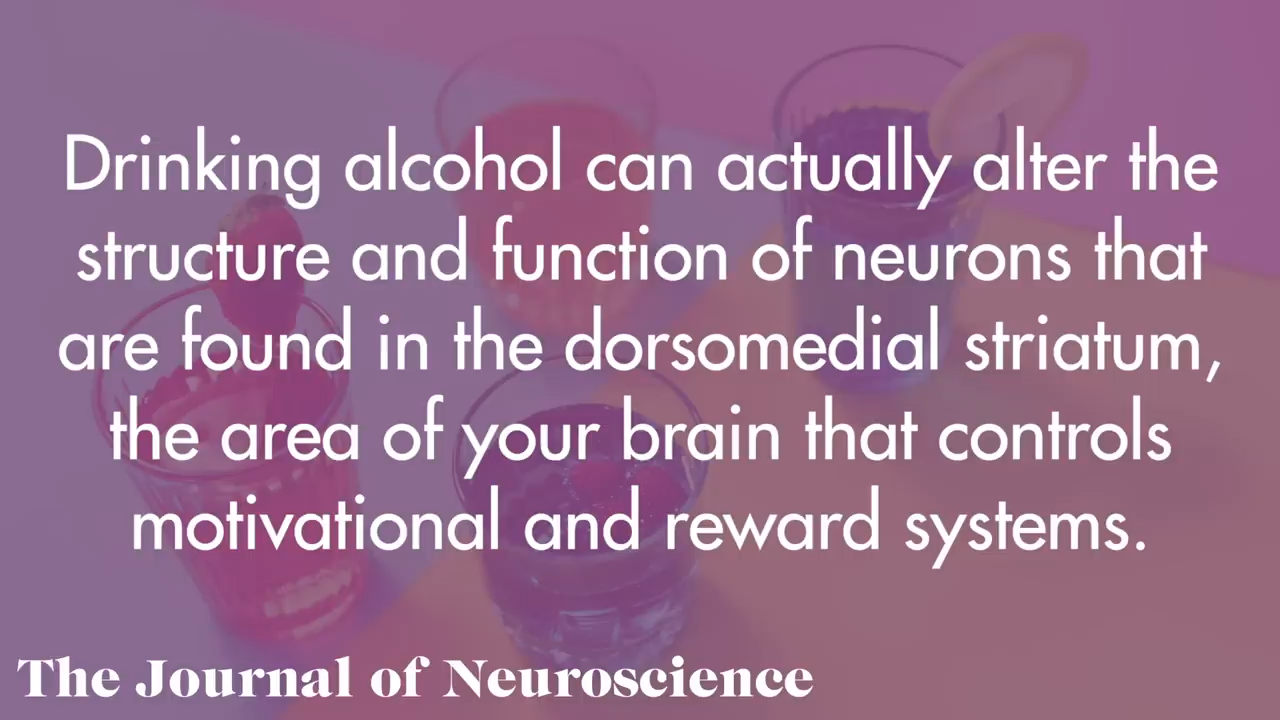 Drinking alcohol can actually alter the
structure and function of neurons that
are found in the dorsomedial striatum,
the area of your brain that controls
motivational and reward systems.
The Journal of Neuroscience